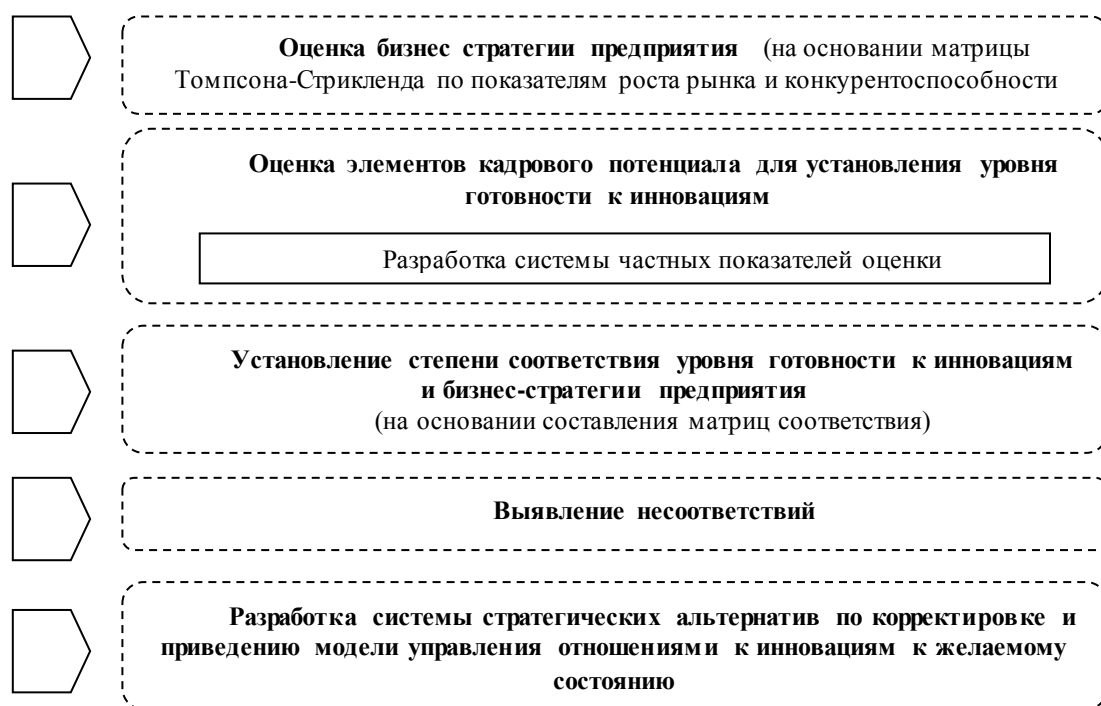 Оценка бизнес стратегии предприятия (на основании матрицы
Томпсона-Стрикленда по показателям роста рынка и конкурентоспособности
Оценка элементов кадрового потенциала для установления уровня
готовности к инновациям
Разработка системы частных показателей оценки
Установление степени соответствия уровня готовности к инновациям
и бизнес-стратегии предприятия
(на основании составления матриц соответствия)
Выявление несоответствий
Разработка системы стратегических альтернатив по корректировке и
приведению модели управления отношениями к инновациям к желаемому
состоянию